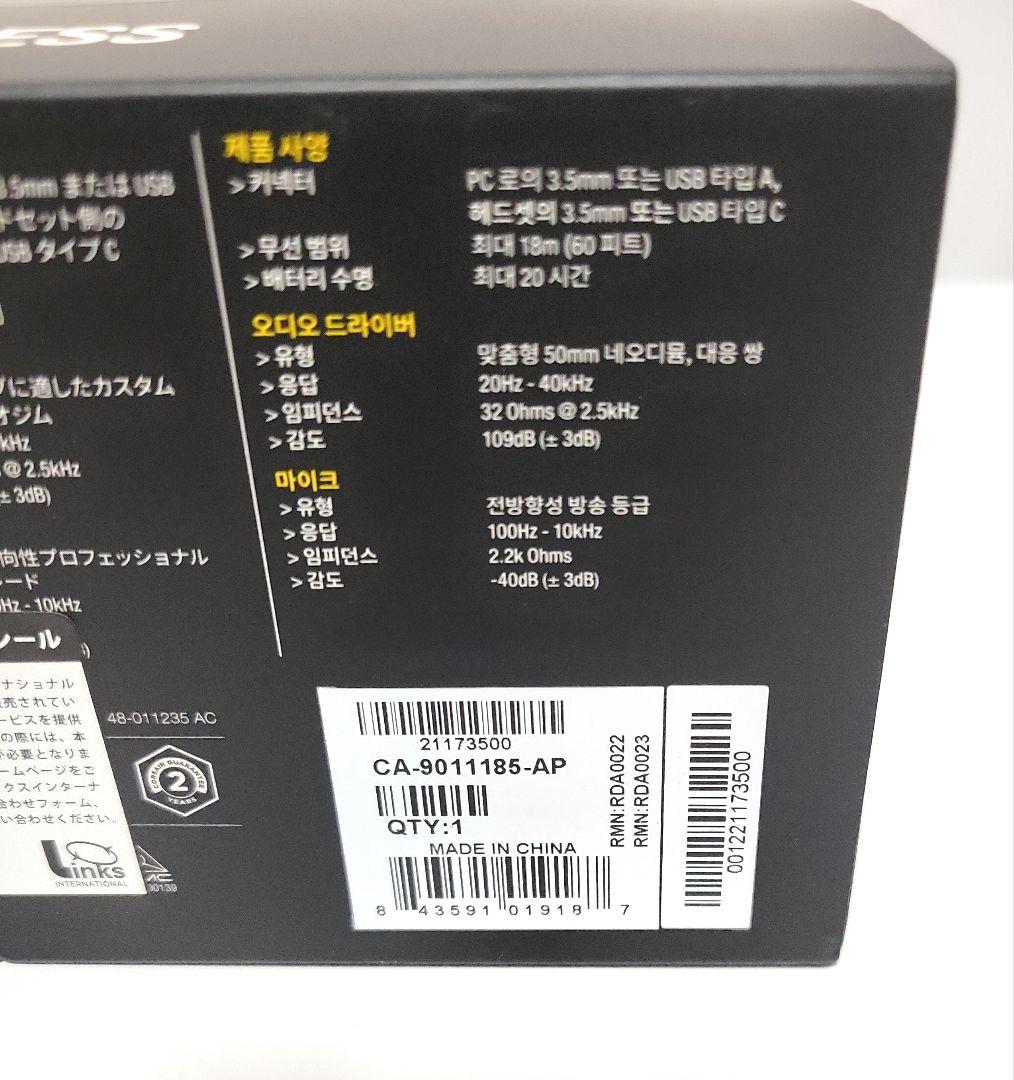 ESS
3.5mm または USB
ドセット側の
USB タイプ C
ブに適したカスタム
オジム
kHz
@ 2.5kHz
(± 3dB)
向性プロフェッショナル
レード
Hz - 10kHz
제품 사양
> 커넥터 PC 로의 3.5mm 또는 USB 타입 A,
헤드셋의 3.5mm 또는 USB 타입 C
> 무선 범위 최대 18m (60 피트)
> 배터리 수명 최대 20 시간
오디오 드라이버
> 유형 맞춤형 50mm 네오디뮴, 대응 쌍
> 응답 20Hz - 40kHz
> 임피던스 32 Ohms @ 2.5kHz
> 감도 109dB (± 3dB)
마이크
> 유형 전방향성 방송 등급
> 응답 100Hz - 10kHz
> 임피던스 2.2k Ohms
> 감도 -40dB (± 3dB)
シール
ナショナル
販売されてい
ービスを提供
の際には、本
が必要となりま
ームページをご
クスインターナ
合わせフォーム、
い合わせください。
Links
INTERNATIONAL
48-011235 AC
CORSAIR GUARANTEE
2
YEARS
00139
21173500
CA-9011185-AP
QTY:1
MADE IN CHINA
8 43591 01918 7
RMN:RDA0022
RMN:RDA0023
001221173500